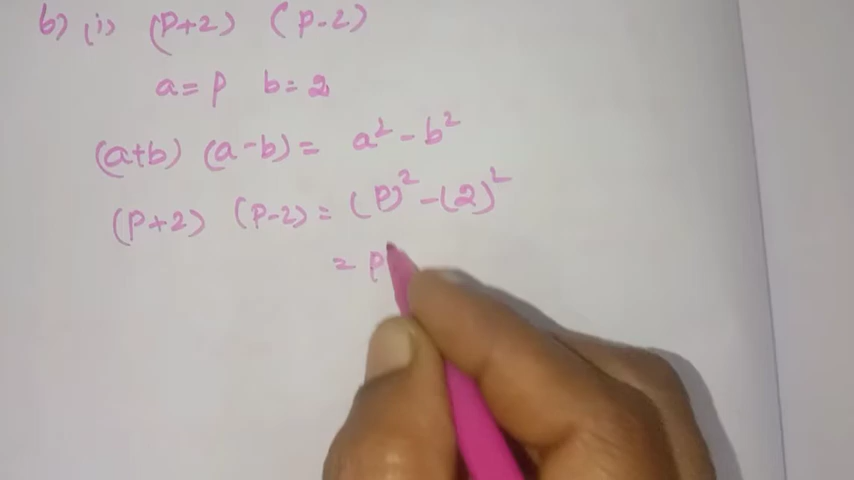 b) (i) (P+2) (P-2)
a = P b = 2
(a+b) (a-b) = a² - b²
(P+2) (P-2) = (P)² - (2)²
= P